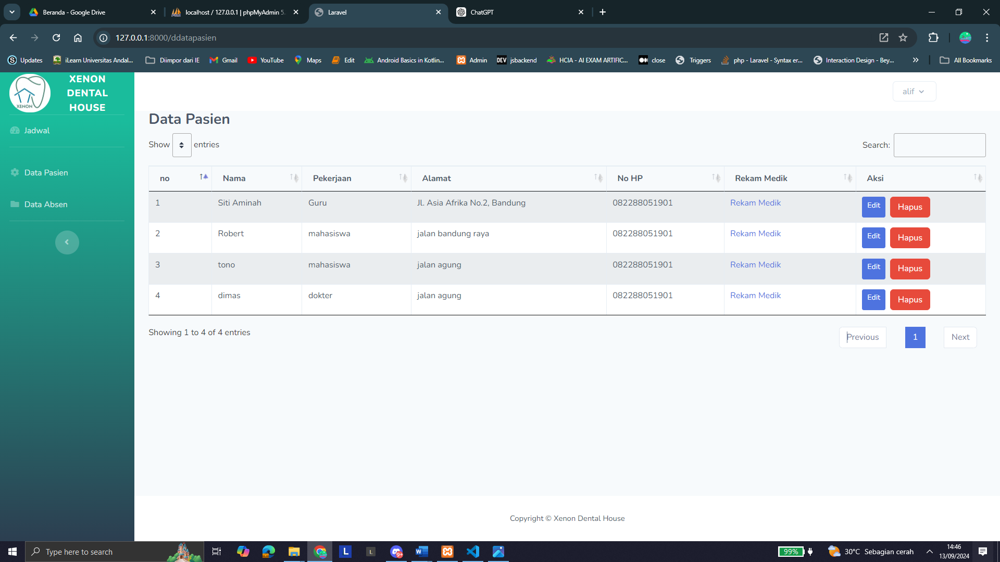 Beranda - Google Drive
localhost / 127.0.0.1 | phpMyAdmin 5.
Laravel
ChatGPT
127.0.0.1:8000/ddatapasien
Updates
iLearn Universitas Andal...
Diimpor dari IE
Gmail
YouTube
Maps
Edit
Android Basics in Kotlin...
Admin
DEV
jsbackend
HCIA - AI EXAM ARTIFIC...
close
Triggers
php - Laravel - Syntax er...
Interaction Design - Bey...
All Bookmarks
XENON
XENON
DENTAL
HOUSE
alif
Jadwal
Data Pasien
Data Absen
Data Pasien
Show entries
Search:
no Nama Pekerjaan Alamat No HP Rekam Medik Aksi
1 Siti Aminah Guru Jl. Asia Afrika No.2, Bandung 082288051901 Rekam Medik Edit Hapus
2 Robert mahasiswa jalan bandung raya 082288051901 Rekam Medik Edit Hapus
3 tono mahasiswa jalan agung 082288051901 Rekam Medik Edit Hapus
4 dimas dokter jalan agung 082288051901 Rekam Medik Edit Hapus
Showing 1 to 4 of 4 entries
Previous 1 Next
Copyright © Xenon Dental House
Type here to search
L
L
9+
99%
30°C Sebagian cerah
14:46
13/09/2024